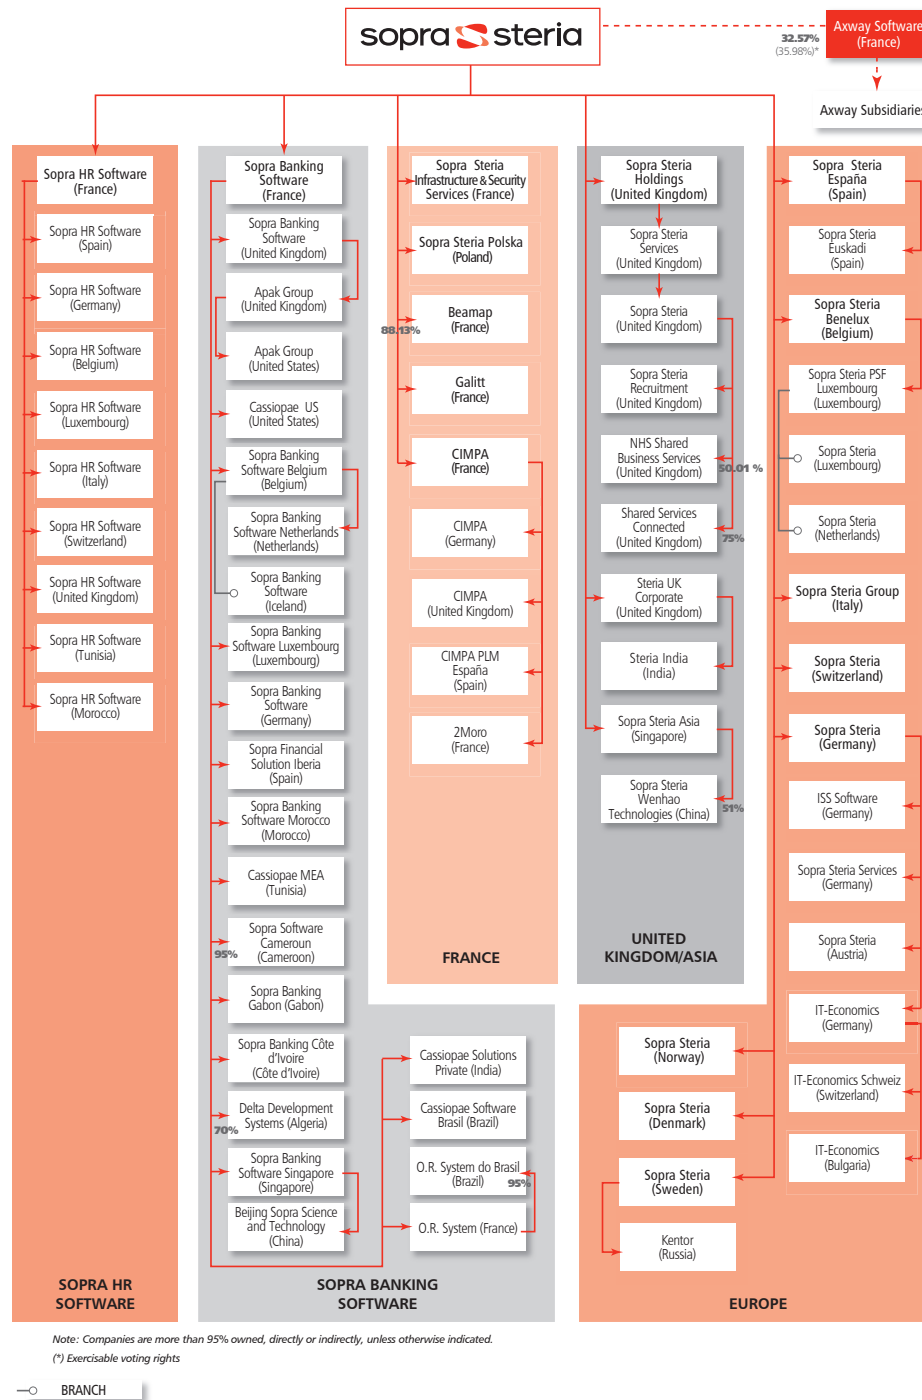 sopra steria
32.57%
(35.98%)*
Axway Software
(France)
Axway Subsidiaries
Sopra HR Software
(France)
Sopra HR Software
(Spain)
Sopra HR Software
(Germany)
Sopra HR Software
(Belgium)
Sopra HR Software
(Luxembourg)
Sopra HR Software
(Italy)
Sopra HR Software
(Switzerland)
Sopra HR Software
(United Kingdom)
Sopra HR Software
(Tunisia)
Sopra HR Software
(Morocco)
SOPRA HR
SOFTWARE
Sopra Banking
Software
(France)
Sopra Banking
Software
(United Kingdom)
Apak Group
(United Kingdom)
Apak Group
(United States)
Cassiopae US
(United States)
Sopra Banking
Software Belgium
(Belgium)
Sopra Banking
Software Netherlands
(Netherlands)
Sopra Banking
Software
(Iceland)
Sopra Banking
Software Luxembourg
(Luxembourg)
Sopra Banking
Software
(Germany)
Sopra Financial
Solution Iberia
(Spain)
Sopra Banking
Software Morocco
(Morocco)
Cassiopae MEA
(Tunisia)
Sopra Software
Cameroun
(Cameroon)
95%
Sopra Banking
Gabon (Gabon)
Sopra Banking Côte
d'Ivoire
(Côte d'Ivoire)
Delta Development
Systems (Algeria)
70%
Sopra Banking
Software Singapore
(Singapore)
Beijing Sopra Science
and Technology
(China)
Cassiopae Solutions
Private (India)
Cassiopae Software
Brasil (Brazil)
O.R. System do Brasil
(Brazil)
95%
O.R. System (France)
SOPRA BANKING
SOFTWARE
Sopra Steria
Infrastructure & Security
Services (France)
Sopra Steria Polska
(Poland)
Beamap
(France)
88.13%
Galitt
(France)
CIMPA
(France)
CIMPA
(Germany)
CIMPA
(United Kingdom)
CIMPA PLM
España
(Spain)
2Moro
(France)
FRANCE
Sopra Steria
Holdings
(United Kingdom)
Sopra Steria
Services
(United Kingdom)
Sopra Steria
(United Kingdom)
Sopra Steria
Recruitment
(United Kingdom)
NHS Shared
Business Services
(United Kingdom)
50.01 %
Shared Services
Connected
(United Kingdom)
75%
Steria UK
Corporate
(United Kingdom)
Steria India
(India)
Sopra Steria Asia
(Singapore)
Sopra Steria
Wenhao
Technologies (China)
51%
UNITED
KINGDOM/ASIA
Sopra Steria
España
(Spain)
Sopra Steria
Euskadi
(Spain)
Sopra Steria
Benelux
(Belgium)
Sopra Steria PSF
Luxembourg
(Luxembourg)
Sopra Steria
(Luxembourg)
Sopra Steria
(Netherlands)
Sopra Steria Group
(Italy)
Sopra Steria
(Switzerland)
Sopra Steria
(Germany)
ISS Software
(Germany)
Sopra Steria Services
(Germany)
Sopra Steria
(Austria)
IT-Economics
(Germany)
IT-Economics Schweiz
(Switzerland)
IT-Economics
(Bulgaria)
Sopra Steria
(Norway)
Sopra Steria
(Denmark)
Sopra Steria
(Sweden)
Kentor
(Russia)
EUROPE
Note: Companies are more than 95% owned, directly or indirectly, unless otherwise indicated.
(*) Exercisable voting rights
BRANCH